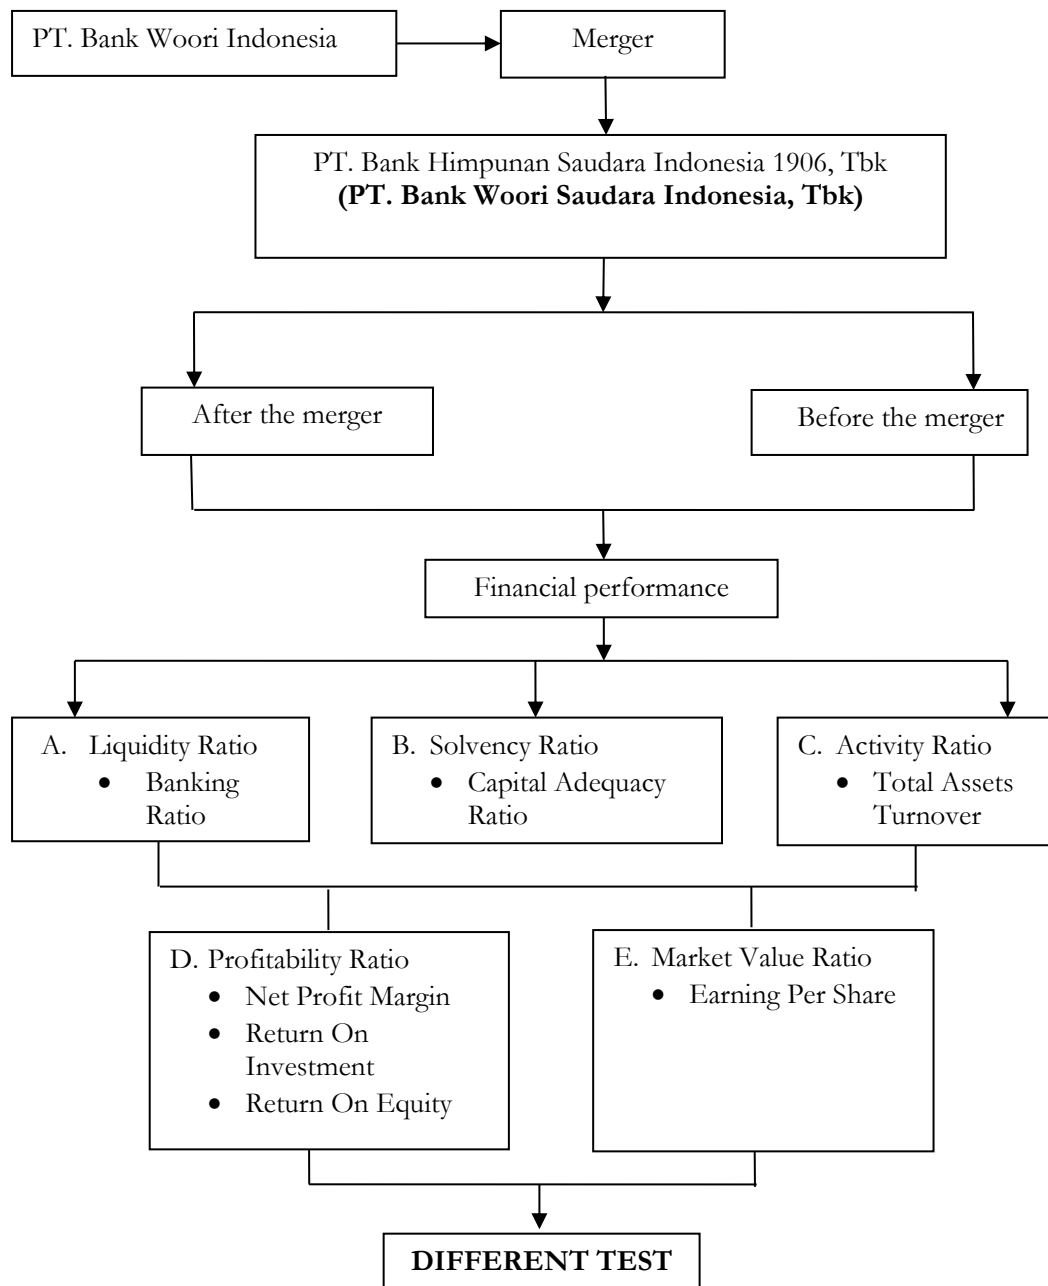 PT. Bank Woori Indonesia
Merger
PT. Bank Himpunan Saudara Indonesia 1906, Tbk
(PT. Bank Woori Saudara Indonesia, Tbk)
After the merger
Before the merger
Financial performance
A. Liquidity Ratio
• Banking
Ratio
B. Solvency Ratio
• Capital Adequacy
Ratio
C. Activity Ratio
• Total Assets
Turnover
D. Profitability Ratio
• Net Profit Margin
• Return On
Investment
• Return On Equity
E. Market Value Ratio
• Earning Per Share
DIFFERENT TEST